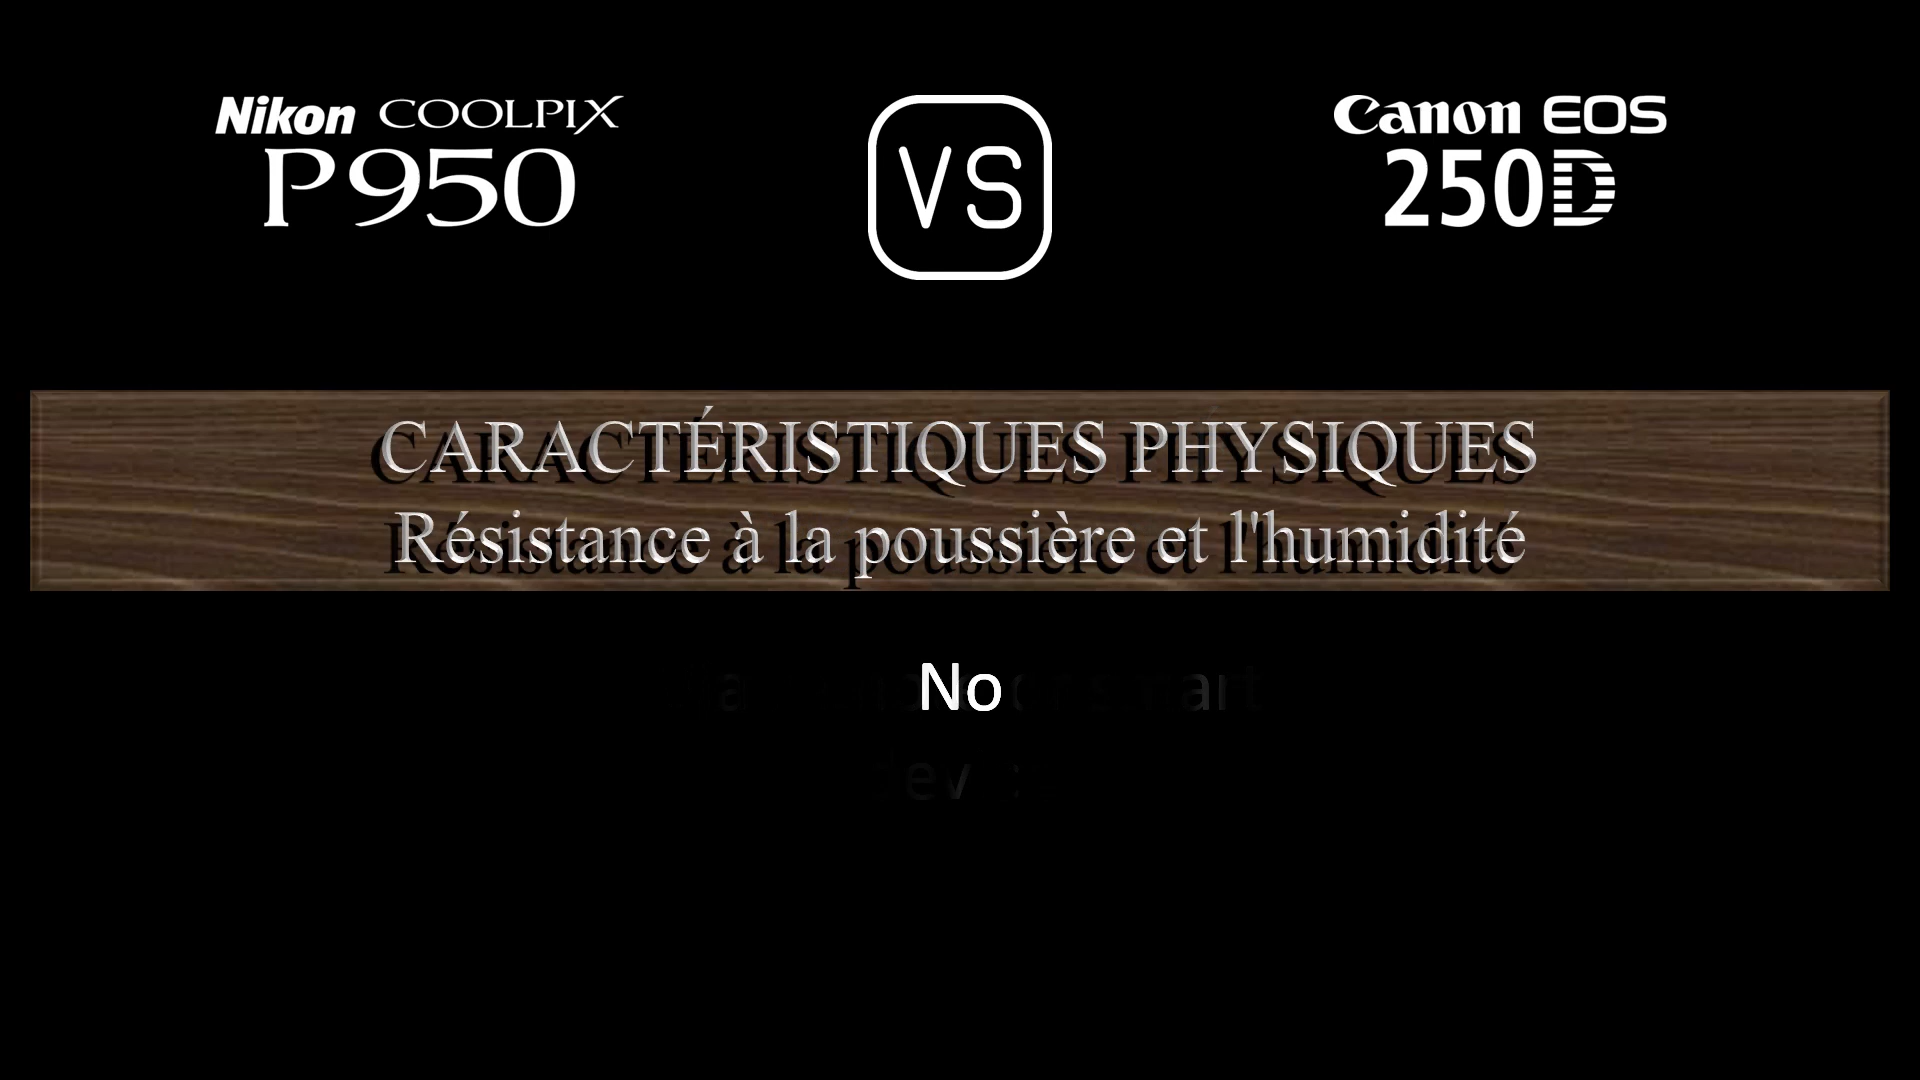 Nikon COOLPIX
P950
VS
Canon EOS
250D
CARACTÉRISTIQUES PHYSIQUES
Résistance à la poussière et l'humidité
No